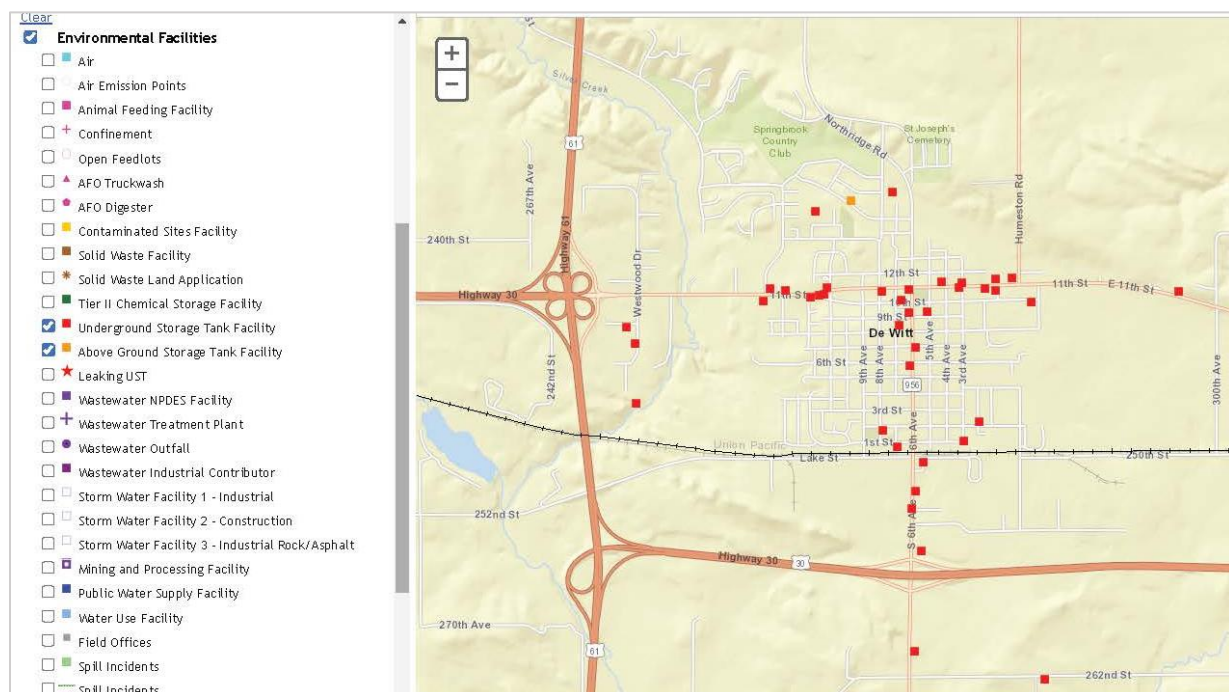 Clear
Environmental Facilities
Air
Air Emission Points
Animal Feeding Facility
Confinement
Open Feedlots
AFO Truckwash
AFO Digester
Contaminated Sites Facility
Solid Waste Facility
Solid Waste Land Application
Tier II Chemical Storage Facility
Underground Storage Tank Facility
Above Ground Storage Tank Facility
Leaking UST
Wastewater NPDES Facility
Wastewater Treatment Plant
Wastewater Outfall
Wastewater Industrial Contributor
Storm Water Facility 1 - Industrial
Storm Water Facility 2 - Construction
Storm Water Facility 3 - Industrial Rock/Asphalt
Mining and Processing Facility
Public Water Supply Facility
Water Use Facility
Field Offices
Spill Incidents
Spill Incidents
+
−
Silver Creek
Springbrook
Country
Club
Northridge Rd
St Joseph's
Cemetery
61
267th Ave
Humeston Rd
240th St
Highway 61
Westwood Dr
12th St
Highway 30
11th St
11th St
E 11th St
10th St
9th St
De Witt
242nd St
6th St
9th Ave
8th Ave
5th Ave
4th Ave
3rd Ave
300th Ave
956
3rd St
6th Ave
1st St
Union Pacific
Lake St
250th St
252nd St
S 6th Ave
Highway 30
30
270th Ave
61
262nd St